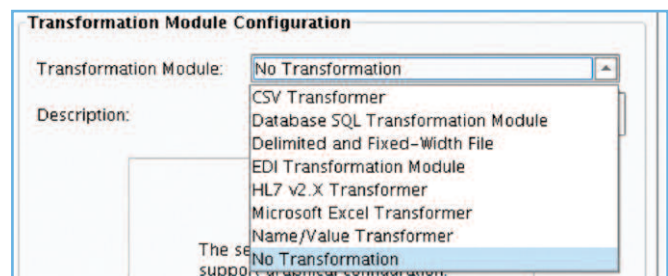 Transformation Module Configuration
Transformation Module: No Transformation
CSV Transformer
Description:
Database SQL Transformation Module
Delimited and Fixed-Width File
EDI Transformation Module
HL7 v2.X Transformer
Microsoft Excel Transformer
Name/Value Transformer
The se
No Transformation
support graphical configuration.